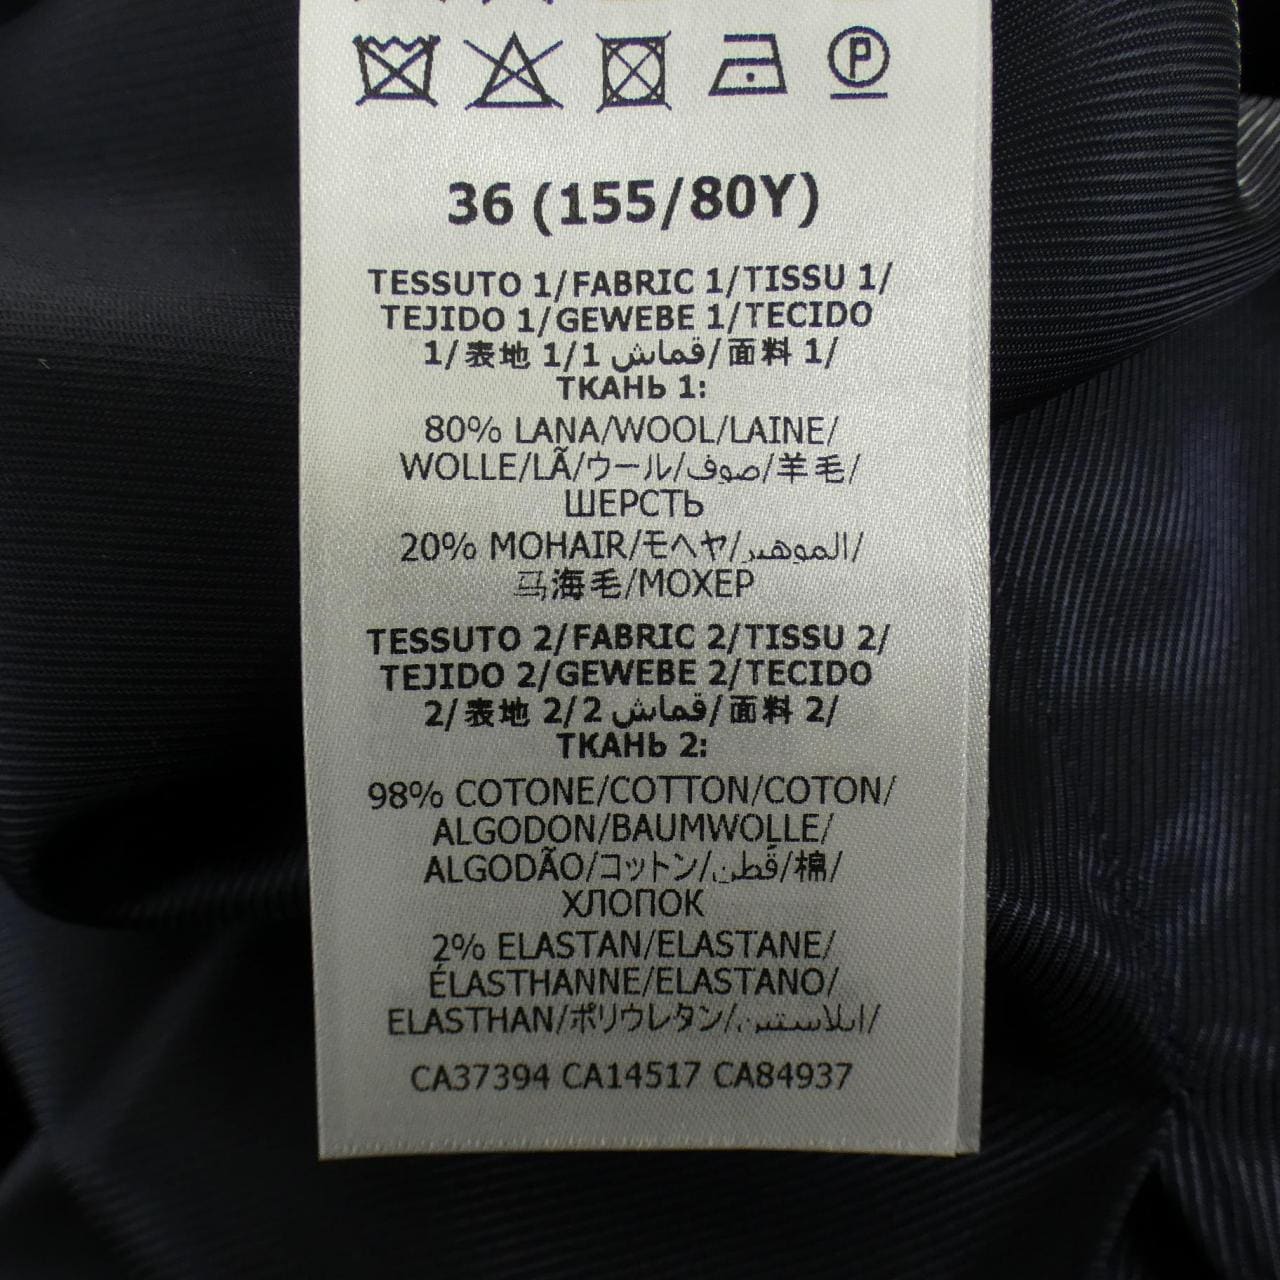 P
36 (155/80Y)
TESSUTO 1/FABRIC 1/TISSU 1/
TEJIDO 1/GEWEBE 1/TECIDO
1/表地 1/1 قماش/面料 1/
ТКАНЬ 1:
80% LANA/WOOL/LAINE/
WOLLE/LÃ/ウール/صوف/羊毛/
ШЕРСТЬ
20% MOHAIR/モヘヤ/الموهير/
马海毛/МОХЕР
TESSUTO 2/FABRIC 2/TISSU 2/
TEJIDO 2/GEWEBE 2/TECIDO
2/表地 2/2 قماش/面料 2/
ТКАНЬ 2:
98% COTONE/COTTON/COTON/
ALGODON/BAUMWOLLE/
ALGODÃO/コットン/قطن/棉/
ХЛОПОК
2% ELASTAN/ELASTANE/
ÉLASTHANNE/ELASTANO/
ELASTHAN/ポリウレタン/ايلاستين/
CA37394 CA14517 CA84937